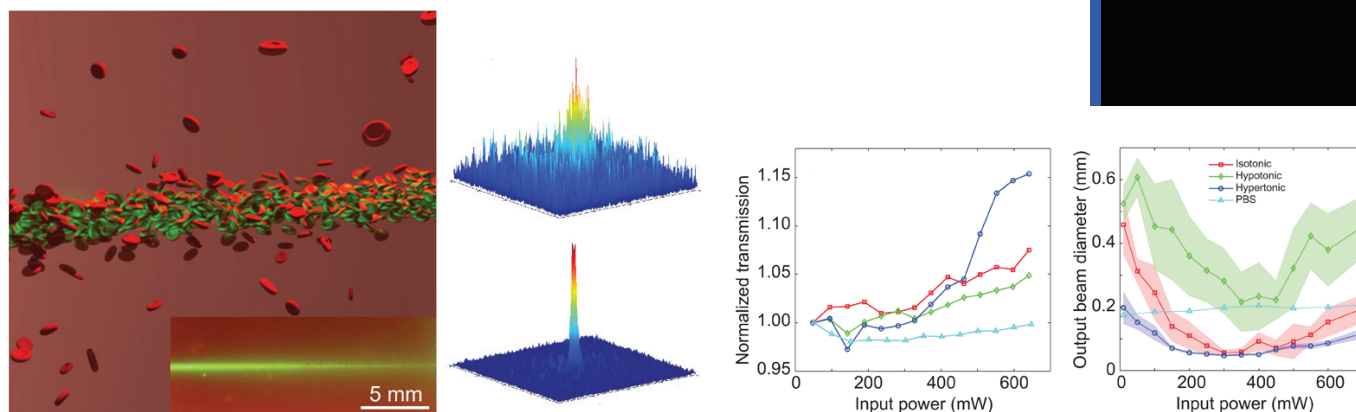 5 mm
Normalized transmission
1.15
1.10
1.05
1.00
0.95
0
200
400
600
Input power (mW)
Output beam diameter (mm)
0.6
0.4
0.2
0.0
0
200
400
600
Isotonic
Hypotonic
Hypertonic
PBS
Input power (mW)